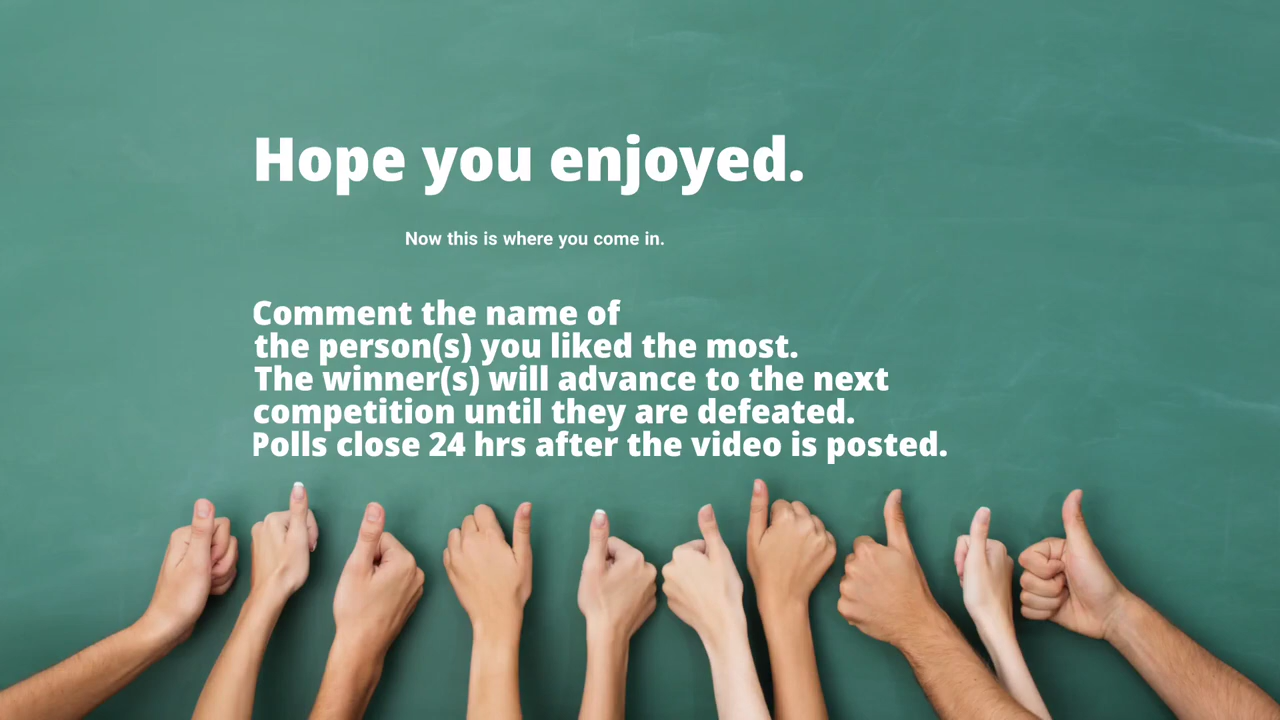 Hope you enjoyed.
Now this is where you come in.
Comment the name of
the person(s) you liked the most.
The winner(s) will advance to the next
competition until they are defeated.
Polls close 24 hrs after the video is posted.